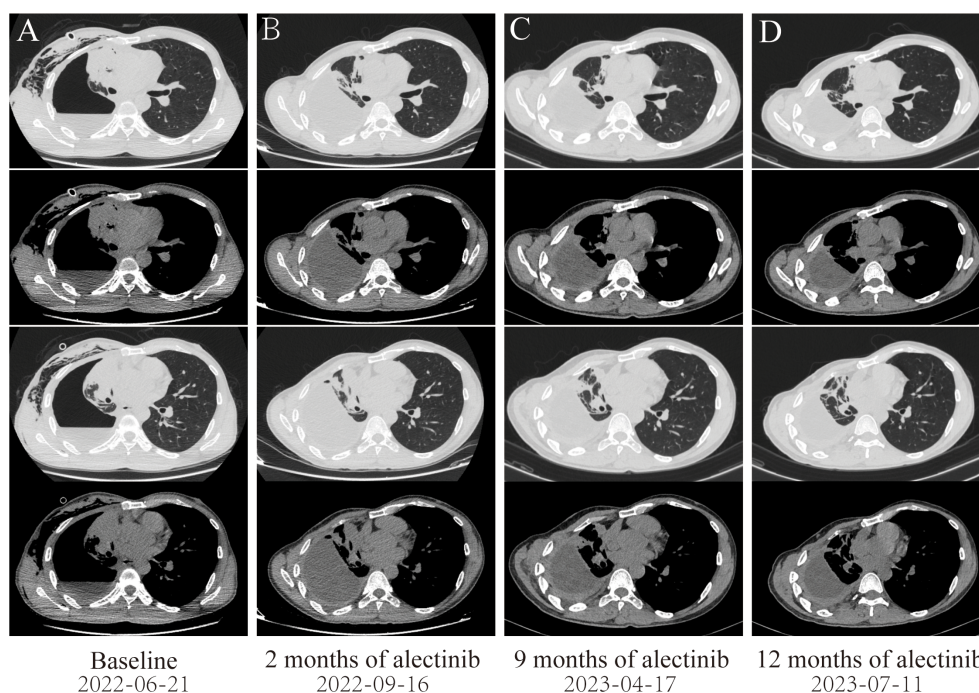 A
B
C
D
Baseline
2 months of alectinib
9 months of alectinib
12 months of alectinib
2022-06-21
2022-09-16
2023-04-17
2023-07-11